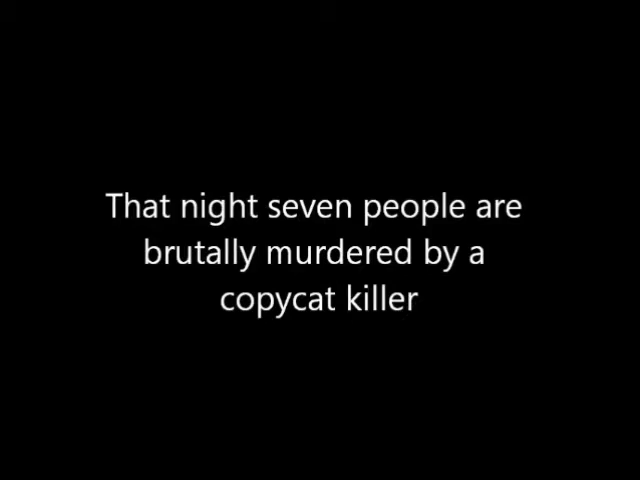 That night seven people are
brutally murdered by a
copycat killer